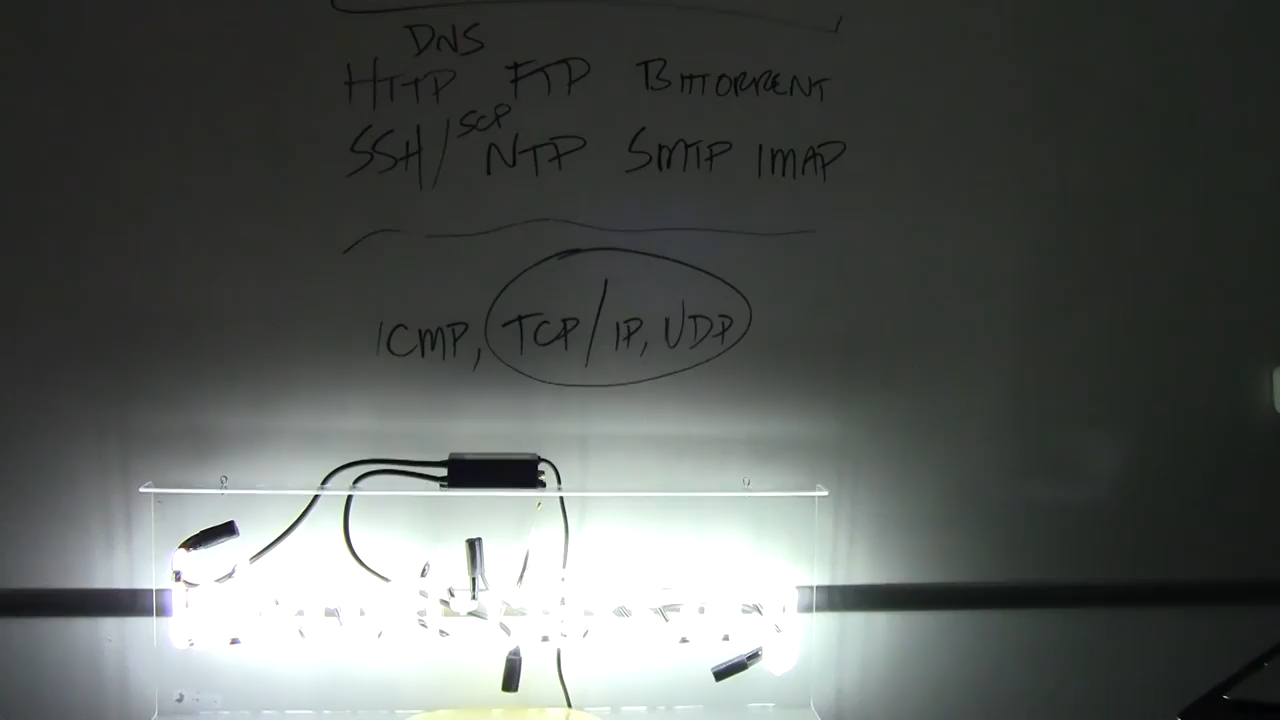 DNS
HTTP FTP BITTORRENT
SSH/SCP NTP SMTP IMAP
ICMP, TCP/IP, UDP